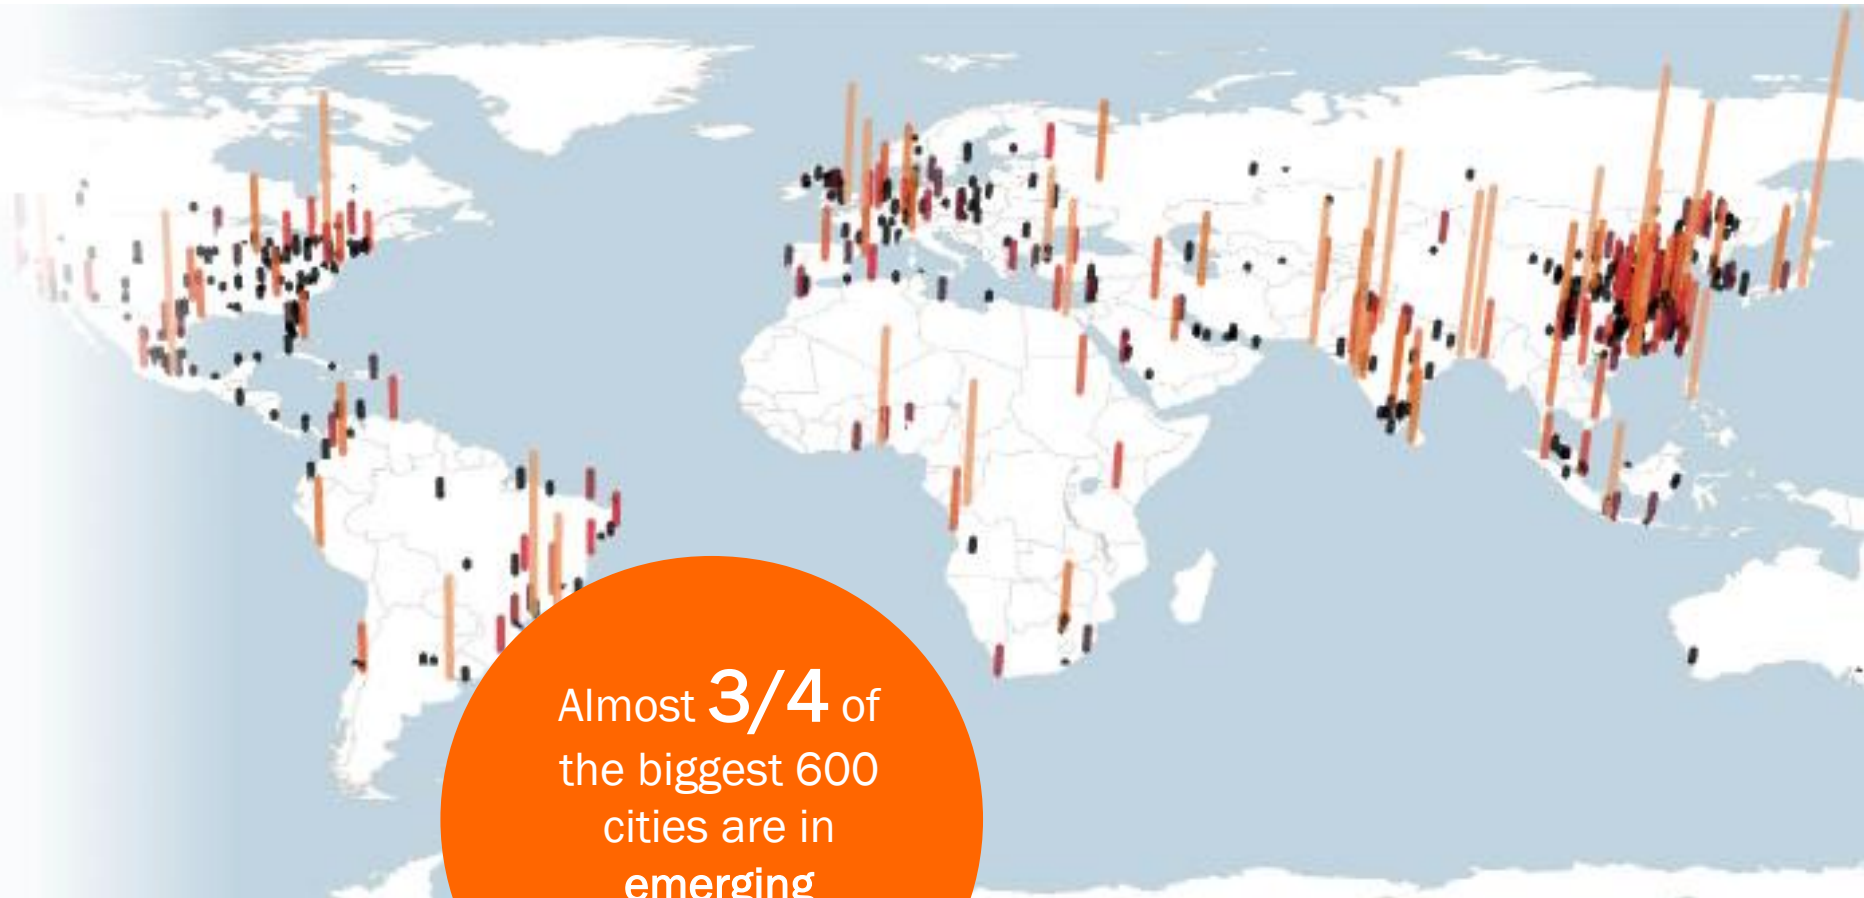 Almost 3/4 of
the biggest 600
cities are in
emerging